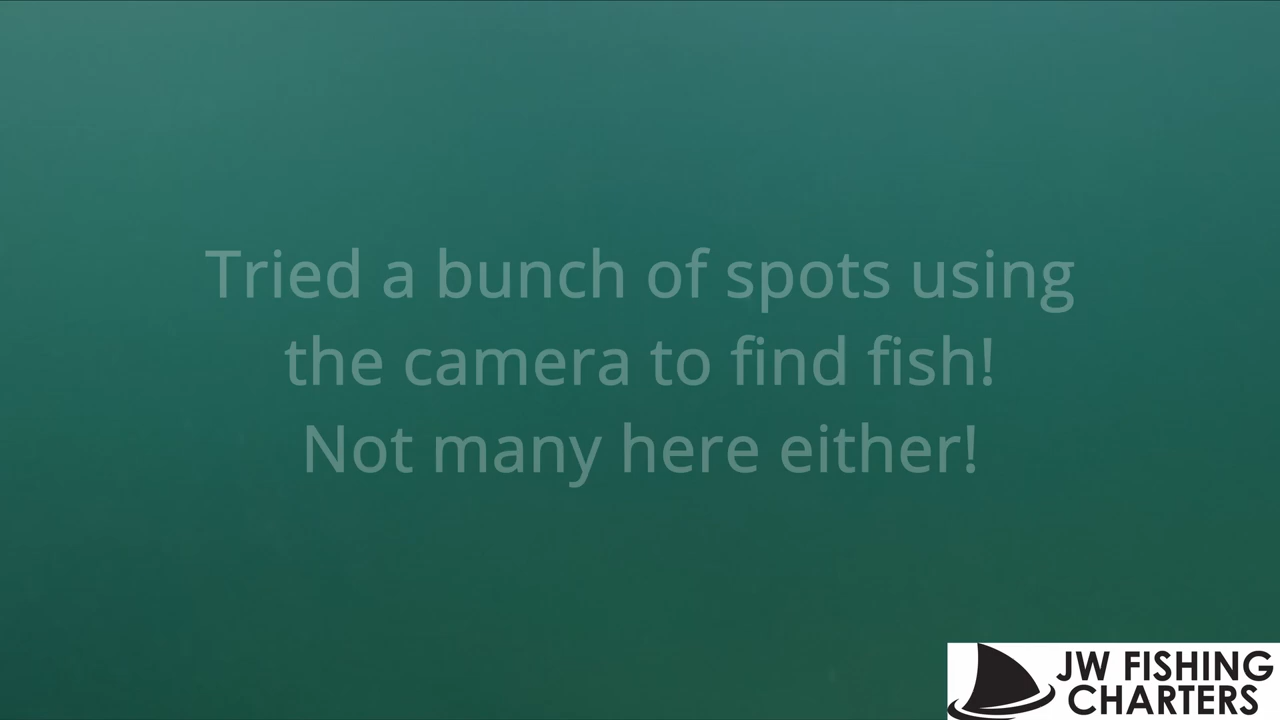 Tried a bunch of spots using
the camera to find fish!
Not many here either!
JW FISHING
CHARTERS